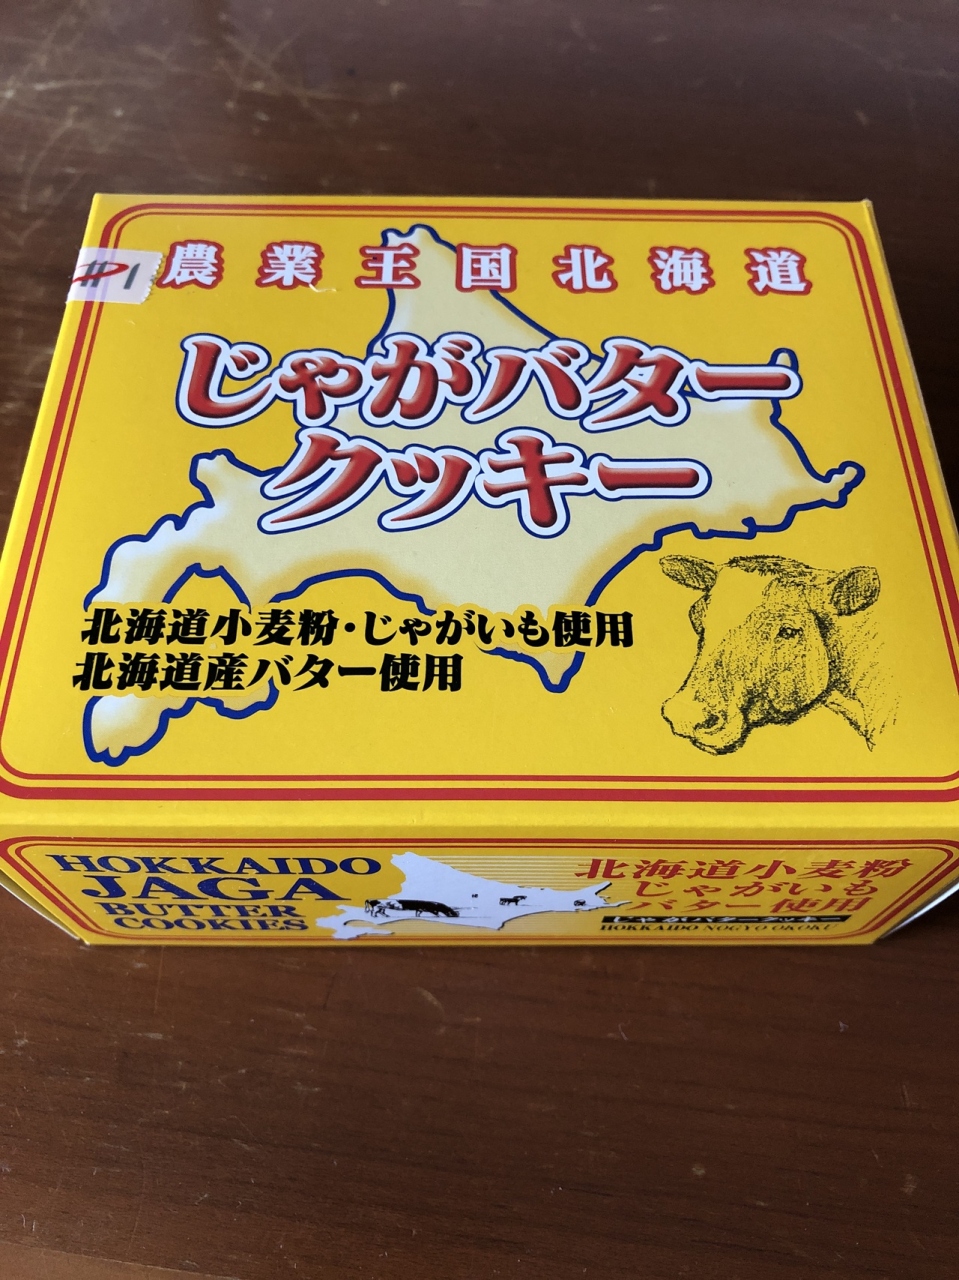 #1
農業王国北海道
じゃがバター
クッキー
北海道小麦粉・じゃがいも使用
北海道産バター使用
HOKKAIDO
JAGA
BUTTER
COOKIES
北海道小麦粉
じゃがいも
バター使用
じゃがバタークッキー
HOKKAIDO NOGYO OKOKU